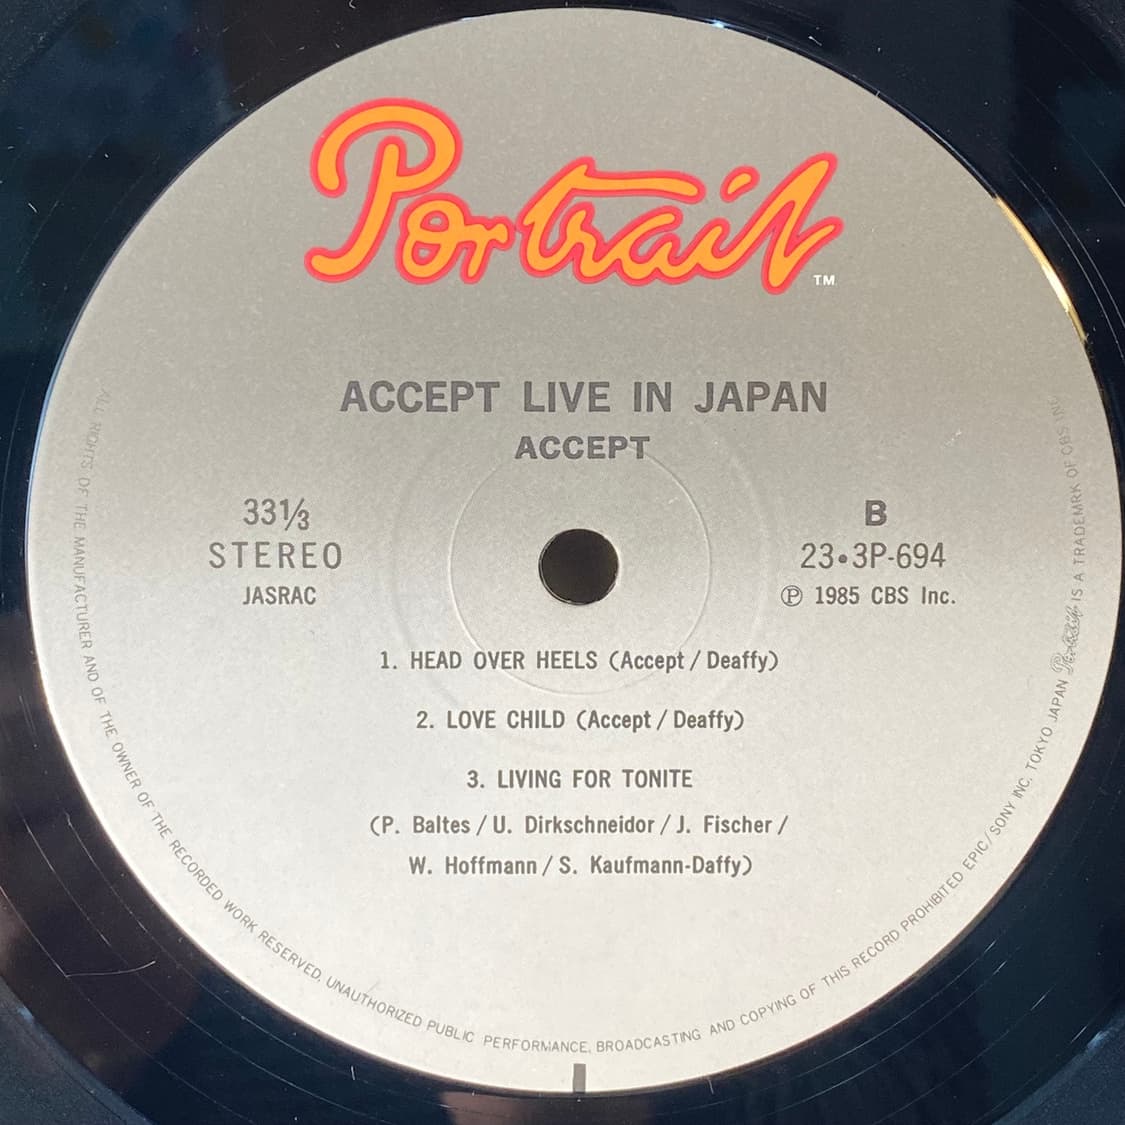 Portrait
TM
ACCEPT LIVE IN JAPAN
ACCEPT
33⅓
STEREO
JASRAC
B
23•3P-694
Ⓟ 1985 CBS Inc.
1. HEAD OVER HEELS (Accept / Deaffy)
2. LOVE CHILD (Accept / Deaffy)
3. LIVING FOR TONITE
(P. Baltes / U. Dirkschneidor / J. Fischer /
W. Hoffmann / S. Kaufmann-Daffy)
ALL RIGHTS OF THE MANUFACTURER AND OF THE OWNER OF THE RECORDED WORK RESERVED. UNAUTHORIZED PUBLIC PERFORMANCE, BROADCASTING AND COPYING OF THIS RECORD PROHIBITED EPIC/SONY INC. TOKYO JAPAN Portrait IS A TRADEMRK OF CBS INC